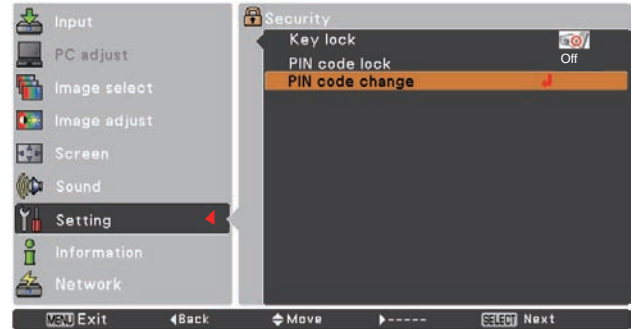 Input
PC adjust
Image select
Image adjust
Screen
Sound
Setting
Information
Network
Security
Key lock
PIN code lock
Off
PIN code change
MENU Exit
Back
Move
-----
SELECT Next